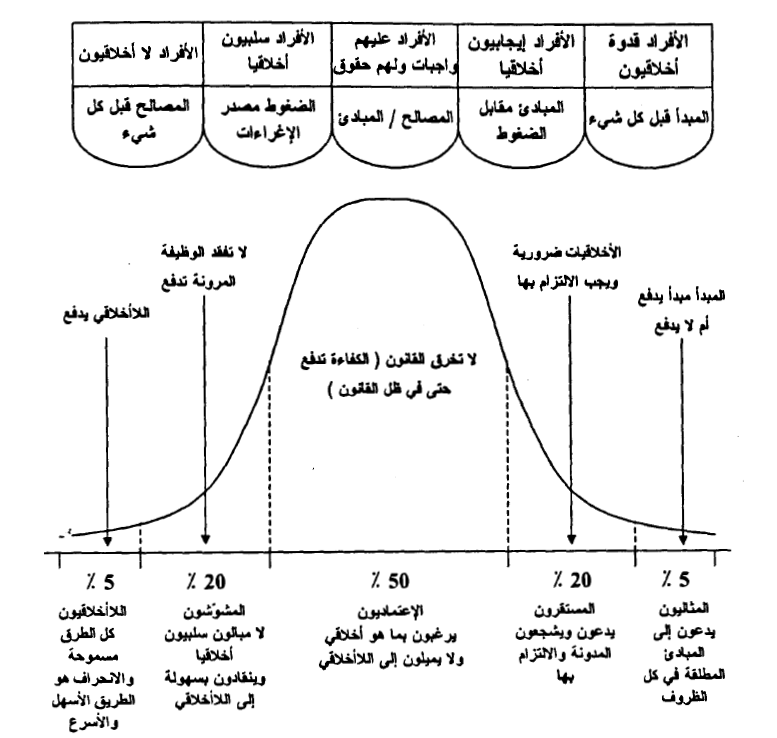 الأفراد قدوة
أخلاقيون
الأفراد إيجابيون
أخلاقيا
الأفراد عليهم
واجبات ولهم حقوق
الأفراد سلبيون
أخلاقيا
الأفراد لا أخلاقيون
المبدأ قبل كل شيء
المبادئ مقابل
الضغوط
المصالح / المبادئ
الضغوط مصدر
الإغراءات
المصالح قبل كل
شيء
المبدأ مبدأ يدفع
أم لا يدفع
الأخلاقيات ضرورية
ويجب الالتزام بها
لا تخرق القانون ( الكفاءة تدفع
حتى في ظل القانون )
لا تفقد الوظيفة
المرونة تدفع
اللاأخلاقي يدفع
5 ٪
20 ٪
50 ٪
20 ٪
5 ٪
المثاليون
يدعون إلى
المبادئ
المطلقة في كل
الظروف
المستقرون
يدعون ويشجعون
المدونة والالتزام
بها
الإعتماديون
يرغبون بما هو أخلاقي
ولا يميلون إلى اللاأخلاقي
المشوّشون
لا مبالون سلبيون
أخلاقيا
وينقادون بسهولة
إلى اللاأخلاقي
اللاأخلاقيون
كل الطرق
مسموحة
والانحراف هو
الطريق الأسهل
والأسرع